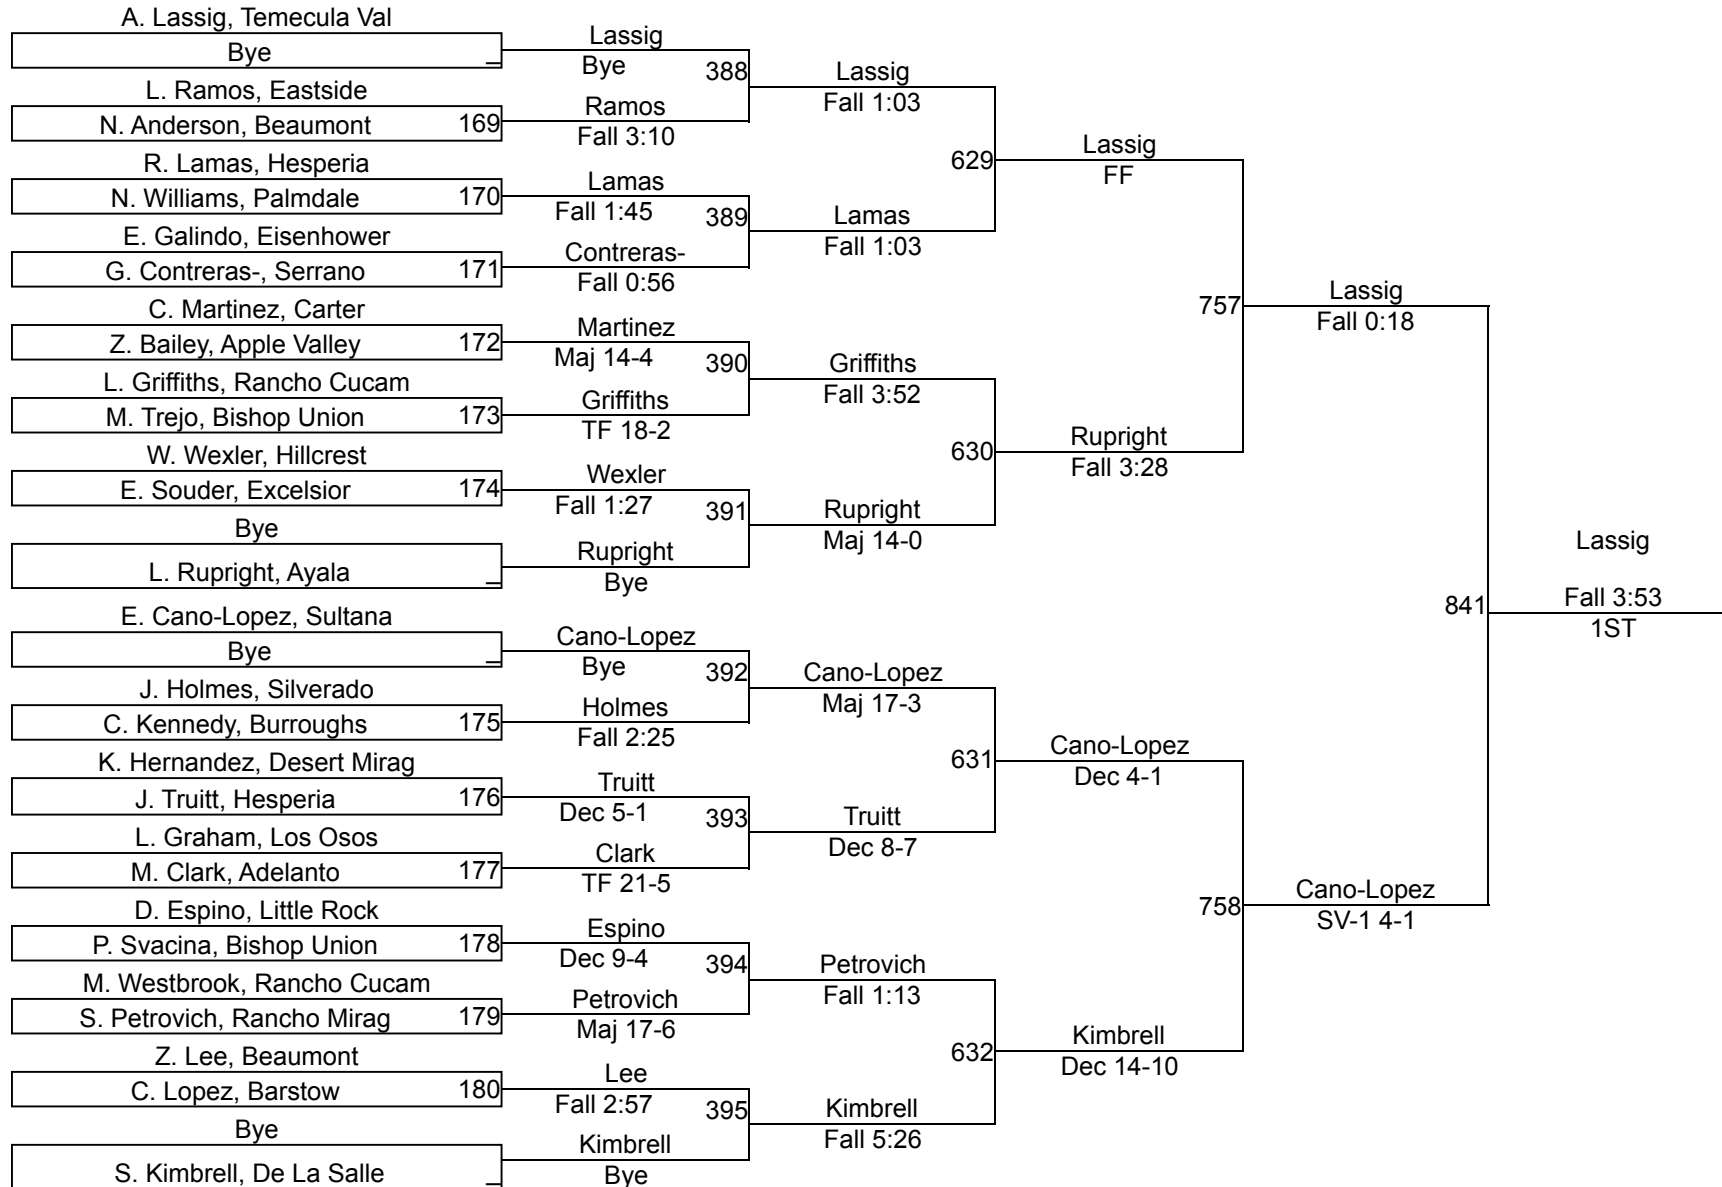 A. Lassig, Temecula Val
Bye _
L. Ramos, Eastside
N. Anderson, Beaumont 169
R. Lamas, Hesperia
N. Williams, Palmdale 170
E. Galindo, Eisenhower
G. Contreras-, Serrano 171
C. Martinez, Carter
Z. Bailey, Apple Valley 172
L. Griffiths, Rancho Cucam
M. Trejo, Bishop Union 173
W. Wexler, Hillcrest
E. Souder, Excelsior 174
Bye
L. Rupright, Ayala _
E. Cano-Lopez, Sultana
Bye _
J. Holmes, Silverado
C. Kennedy, Burroughs 175
K. Hernandez, Desert Mirag
J. Truitt, Hesperia 176
L. Graham, Los Osos
M. Clark, Adelanto 177
D. Espino, Little Rock
P. Svacina, Bishop Union 178
M. Westbrook, Rancho Cucam
S. Petrovich, Rancho Mirag 179
Z. Lee, Beaumont
C. Lopez, Barstow 180
Bye
S. Kimbrell, De La Salle _
Lassig
Bye 388
Ramos
Fall 3:10
Lamas
Fall 1:45 389
Contreras-
Fall 0:56
Martinez
Maj 14-4 390
Griffiths
TF 18-2
Wexler
Fall 1:27 391
Rupright
Bye
Cano-Lopez
Bye 392
Holmes
Fall 2:25
Truitt
Dec 5-1 393
Clark
TF 21-5
Espino
Dec 9-4 394
Petrovich
Maj 17-6
Lee
Fall 2:57 395
Kimbrell
Bye
Lassig
Fall 1:03
629
Lamas
Fall 1:03
Griffiths
Fall 3:52
630
Rupright
Maj 14-0
Cano-Lopez
Maj 17-3
631
Truitt
Dec 8-7
Petrovich
Fall 1:13
632
Kimbrell
Fall 5:26
Lassig
FF
757
Rupright
Fall 3:28
Cano-Lopez
Dec 4-1
758
Kimbrell
Dec 14-10
Lassig
Fall 0:18
841
Cano-Lopez
SV-1 4-1
Lassig
Fall 3:53
1ST